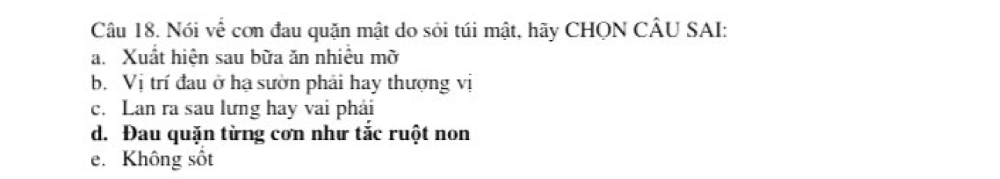 Câu 18. Nói về cơn đau quặn mật do sỏi túi mật, hãy CHỌN CÂU SAI:
a. Xuất hiện sau bữa ăn nhiều mỡ
b. Vị trí đau ở hạ sườn phải hay thượng vị
c. Lan ra sau lưng hay vai phải
d. Đau quặn từng cơn như tắc ruột non
e. Không sốt